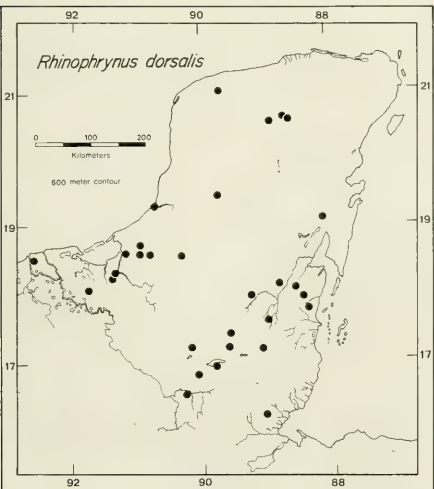 92 90 88
Rhinophrynus dorsalis
21 21
0 100 200
Kilometers
600 meter contour
19 19
17 17
92 90 88